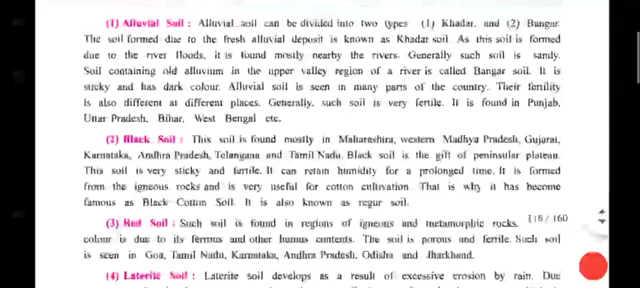 (1) Alluvial Soil : Alluvial soil can be divided into two types (1) Khadar, and (2) Bangar.
The soil formed due to the fresh alluvial deposit is known as Khadar soil. As this soil is formed
due to the river floods, it is found mostly nearby the rivers. Generally such soil is sandy.
Soil containing old alluvium in the upper valley region of a river is called Bangar soil. It is
sticky and has dark colour. Alluvial soil is seen in many parts of the country. Their fertility
is also different at different places. Generally, such soil is very fertile. It is found in Punjab,
Uttar Pradesh, Bihar, West Bengal etc.
(2) Black Soil : This soil is found mostly in Maharashtra, western Madhya Pradesh, Gujarat,
Karnataka, Andhra Pradesh, Telangana and Tamil Nadu. Black soil is the gift of peninsular plateau.
This soil is very sticky and fertile. It can retain humidity for a prolonged time. It is formed
from the igneous rocks and is very useful for cotton cultivation. That is why it has become
famous as Black Cotton Soil. It is also known as regur soil.
118 / 160
(3) Red Soil : Such soil is found in regions of igneous and metamorphic rocks.
colour is due to its ferrous and other humus contents. The soil is porous and fertile. Such soil
is seen in Goa, Tamil Nadu, Karnataka, Andhra Pradesh, Odisha and Jharkhand.
(4) Laterite Soil : Laterite soil develops as a result of excessive erosion by rain. Due